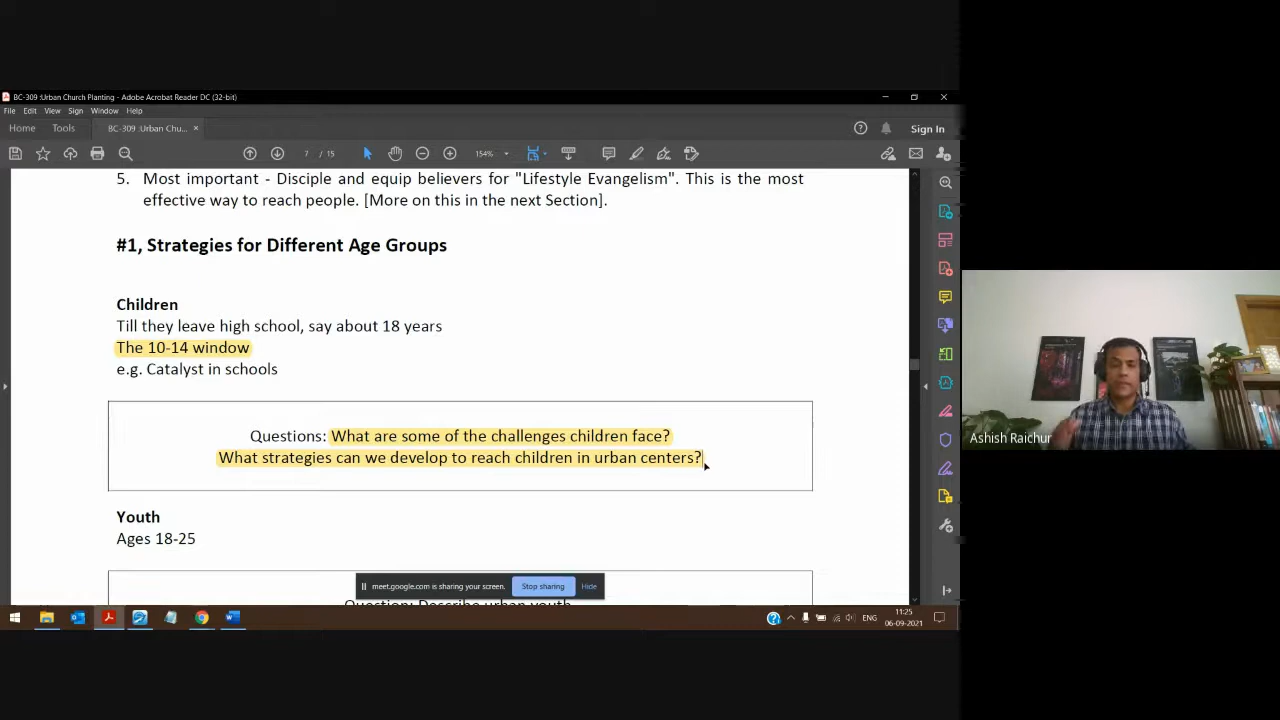 BC-309 :Urban Church Planting - Adobe Acrobat Reader DC (32-bit)
File Edit View Sign Window Help
Home Tools BC-309 :Urban Chu... × Sign In
7 / 15 154%
5. Most important - Disciple and equip believers for "Lifestyle Evangelism". This is the most
effective way to reach people. [More on this in the next Section].
#1, Strategies for Different Age Groups
Children
Till they leave high school, say about 18 years
The 10-14 window
e.g. Catalyst in schools
Questions: What are some of the challenges children face?
What strategies can we develop to reach children in urban centers?
Ashish Raichur
Youth
Ages 18-25
meet.google.com is sharing your screen. Stop sharing Hide
Question: Describe urban youth
ENG
11:25
06-09-2021